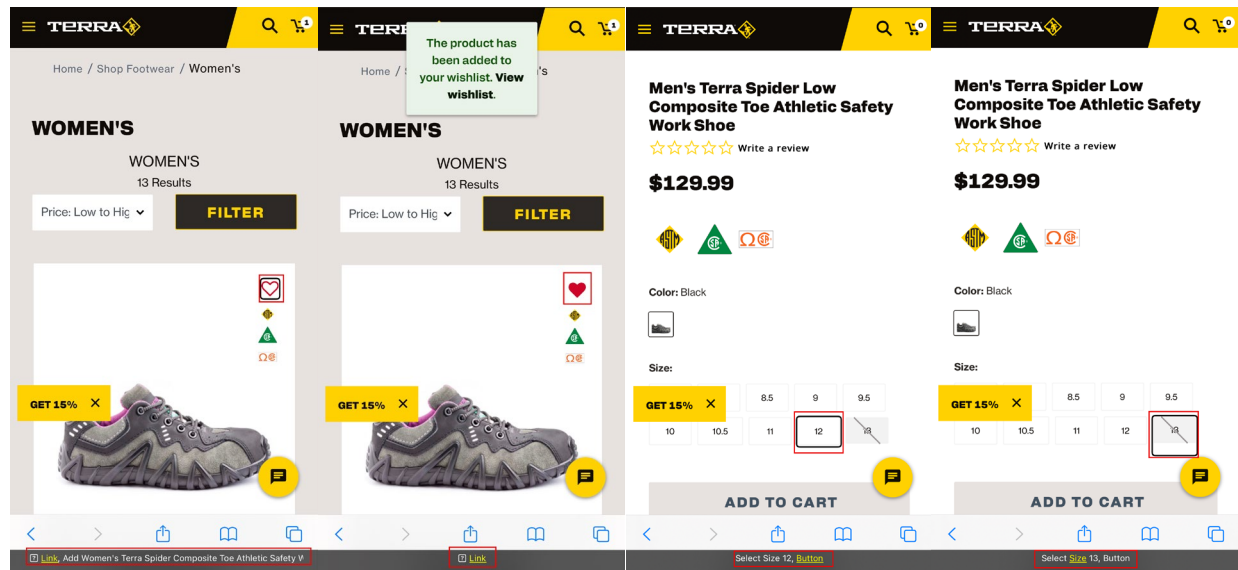 TERRA
1
Home / Shop Footwear / Women's
WOMEN'S
WOMEN'S
13 Results
Price: Low to Hig
FILTER
ASTM
GET 15% ×
Link, Add Women's Terra Spider Composite Toe Athletic Safety W
TERR
1
The product has
been added to
your wishlist. View
wishlist.
Home /
's
WOMEN'S
WOMEN'S
13 Results
Price: Low to Hig
FILTER
GET 15% ×
Link
TERRA
0
Men's Terra Spider Low
Composite Toe Athletic Safety
Work Shoe
Write a review
$129.99
ASTM
Color: Black
Size:
8.5 9 9.5
GET 15% ×
10 10.5 11 12 13
ADD TO CART
Select Size 12, Button
TERRA
0
Men's Terra Spider Low
Composite Toe Athletic Safety
Work Shoe
Write a review
$129.99
ASTM
Color: Black
Size:
8.5 9 9.5
GET 15% ×
10 10.5 11 12 13
ADD TO CART
Select Size 13, Button